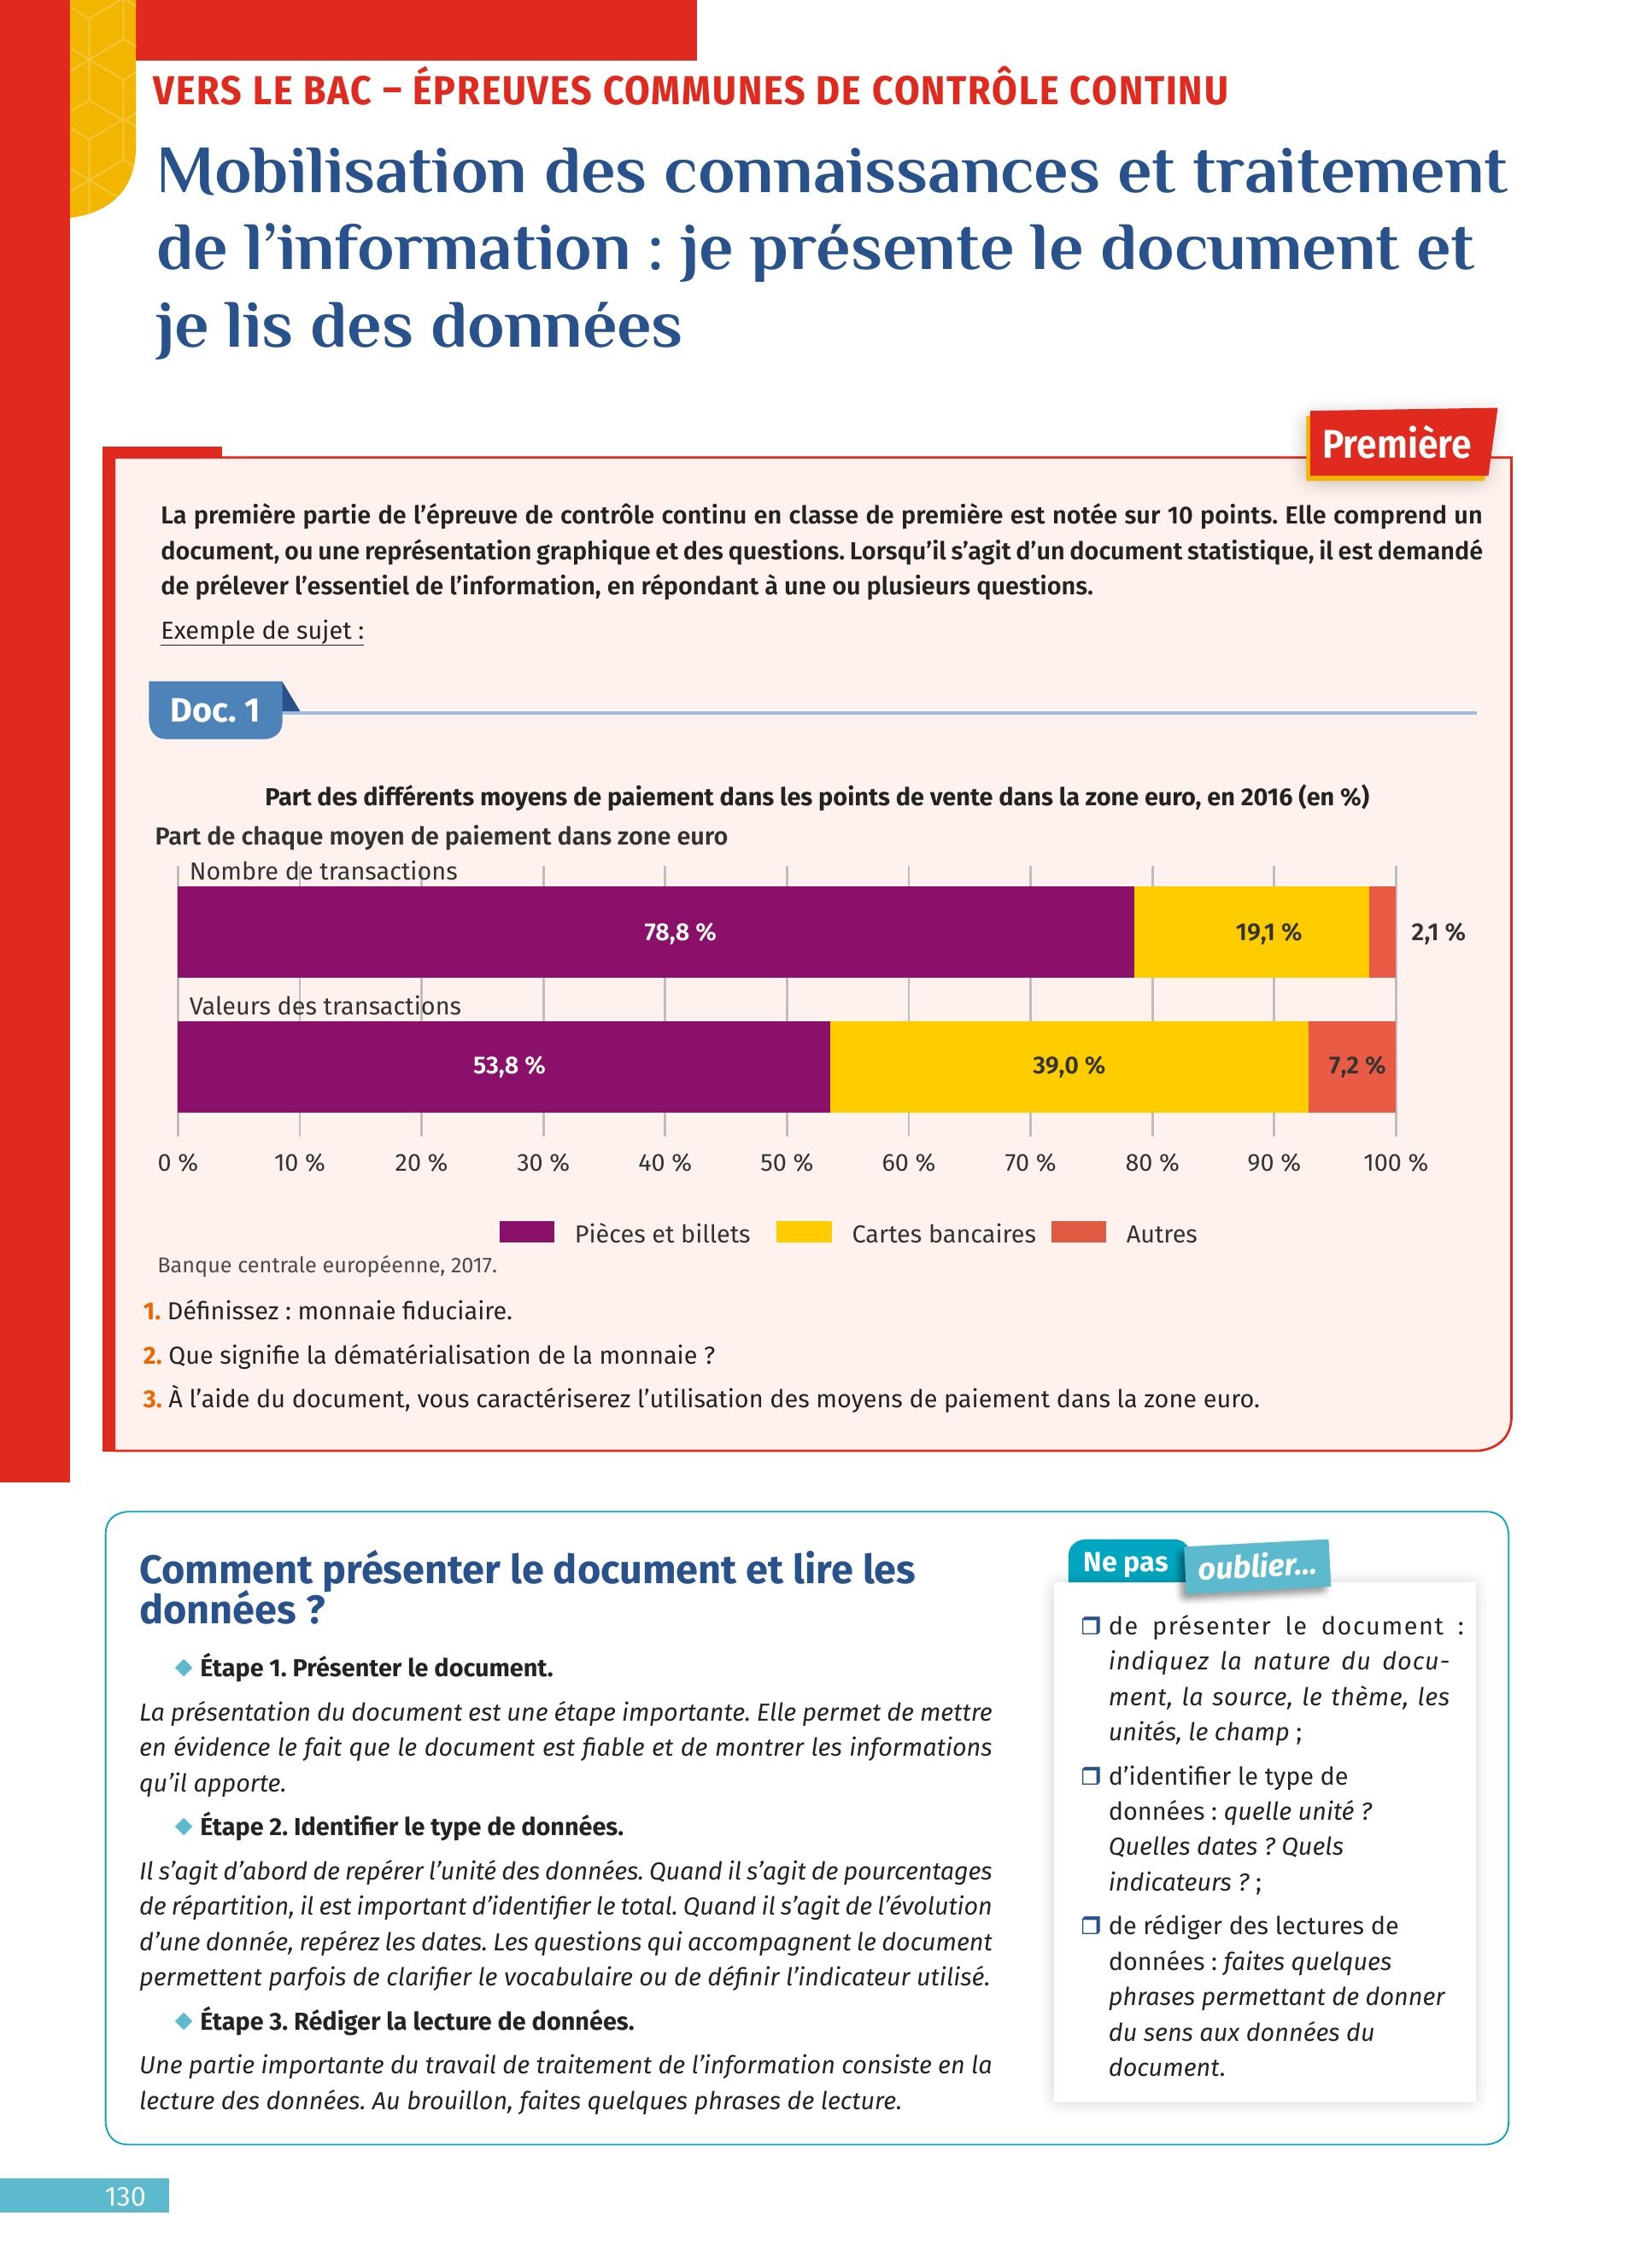 VERS LE BAC – ÉPREUVES COMMUNES DE CONTRÔLE CONTINU
Mobilisation des connaissances et traitement
de l’information : je présente le document et
je lis des données
Première
La première partie de l’épreuve de contrôle continu en classe de première est notée sur 10 points. Elle comprend un
document, ou une représentation graphique et des questions. Lorsqu’il s’agit d’un document statistique, il est demandé
de prélever l’essentiel de l’information, en répondant à une ou plusieurs questions.
Exemple de sujet :
Doc. 1
Part des différents moyens de paiement dans les points de vente dans la zone euro, en 2016 (en %)
Part de chaque moyen de paiement dans zone euro
Nombre de transactions
78,8 % 19,1 % 2,1 %
Valeurs des transactions
53,8 % 39,0 % 7,2 %
0 % 10 % 20 % 30 % 40 % 50 % 60 % 70 % 80 % 90 % 100 %
Pièces et billets Cartes bancaires Autres
Banque centrale européenne, 2017.
1. Définissez : monnaie fiduciaire.
2. Que signifie la dématérialisation de la monnaie ?
3. À l’aide du document, vous caractériserez l’utilisation des moyens de paiement dans la zone euro.
Comment présenter le document et lire les
données ?
◆ Étape 1. Présenter le document.
La présentation du document est une étape importante. Elle permet de mettre
en évidence le fait que le document est fiable et de montrer les informations
qu’il apporte.
◆ Étape 2. Identifier le type de données.
Il s’agit d’abord de repérer l’unité des données. Quand il s’agit de pourcentages
de répartition, il est important d’identifier le total. Quand il s’agit de l’évolution
d’une donnée, repérez les dates. Les questions qui accompagnent le document
permettent parfois de clarifier le vocabulaire ou de définir l’indicateur utilisé.
◆ Étape 3. Rédiger la lecture de données.
Une partie importante du travail de traitement de l’information consiste en la
lecture des données. Au brouillon, faites quelques phrases de lecture.
Ne pas oublier...
❒ de présenter le document :
indiquez la nature du docu-
ment, la source, le thème, les
unités, le champ ;
❒ d’identifier le type de
données : quelle unité ?
Quelles dates ? Quels
indicateurs ? ;
❒ de rédiger des lectures de
données : faites quelques
phrases permettant de donner
du sens aux données du
document.
130